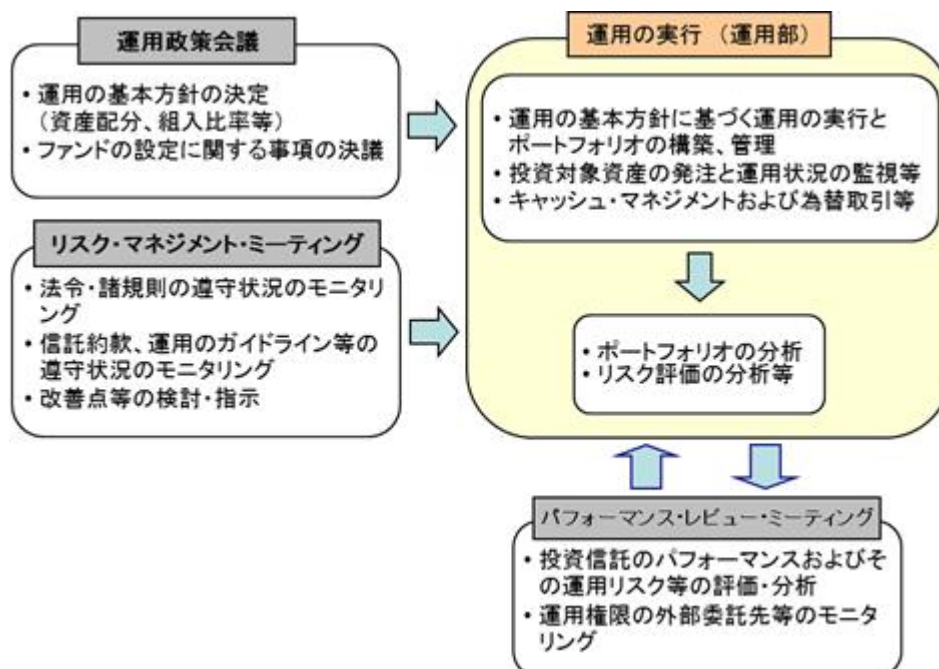 運用政策会議
・運用の基本方針の決定
（資産配分、組入比率等）
・ファンドの設定に関する事項の決議
リスク・マネジメント・ミーティング
・法令・諸規則の遵守状況のモニタリ
ング
・信託約款、運用のガイドライン等の
遵守状況のモニタリング
・改善点等の検討・指示
運用の実行 （運用部）
・運用の基本方針に基づく運用の実行と
ポートフォリオの構築、管理
・投資対象資産の発注と運用状況の監視等
・キャッシュ・マネジメントおよび為替取引等
・ポートフォリオの分析
・リスク評価の分析等
パフォーマンス・レビュー・ミーティング
・投資信託のパフォーマンスおよびそ
の運用リスク等の評価・分析
・運用権限の外部委託先等のモニタ
リング